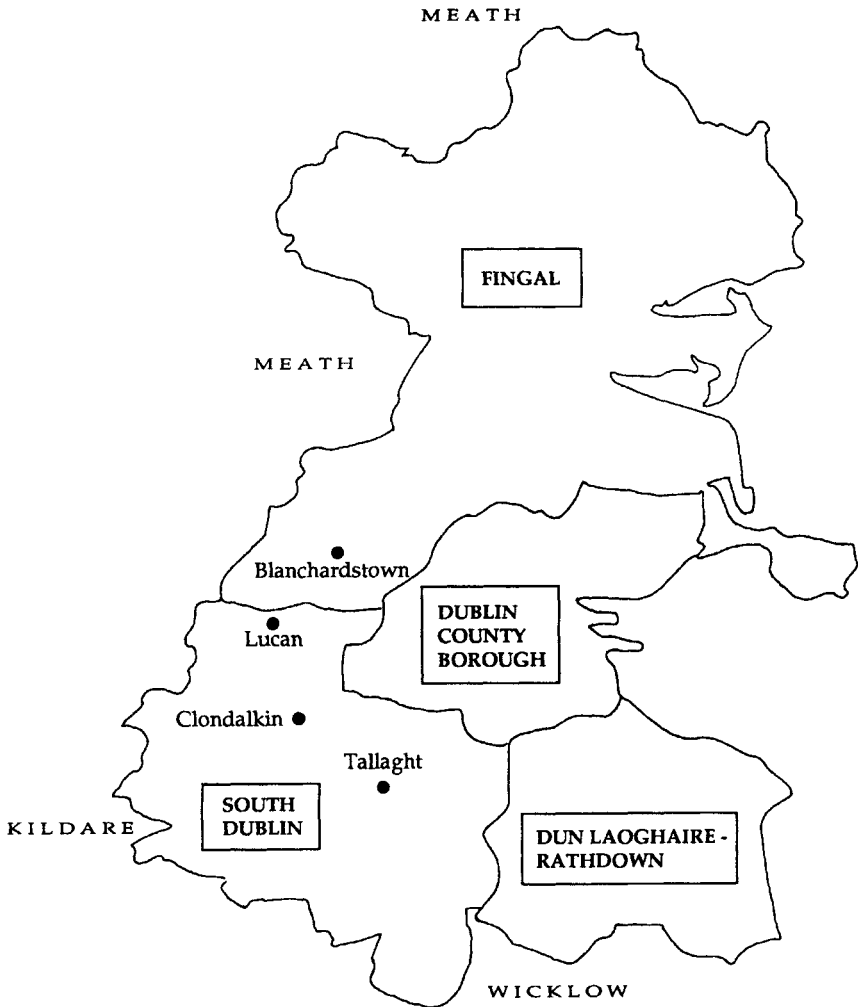 MEATH
FINGAL
MEATH
Blanchardstown
DUBLIN
COUNTY
BOROUGH
Lucan
Clondalkin
Tallaght
SOUTH
DUBLIN
KILDARE
DUN LAOGHAIRE -
RATHDOWN
WICKLOW